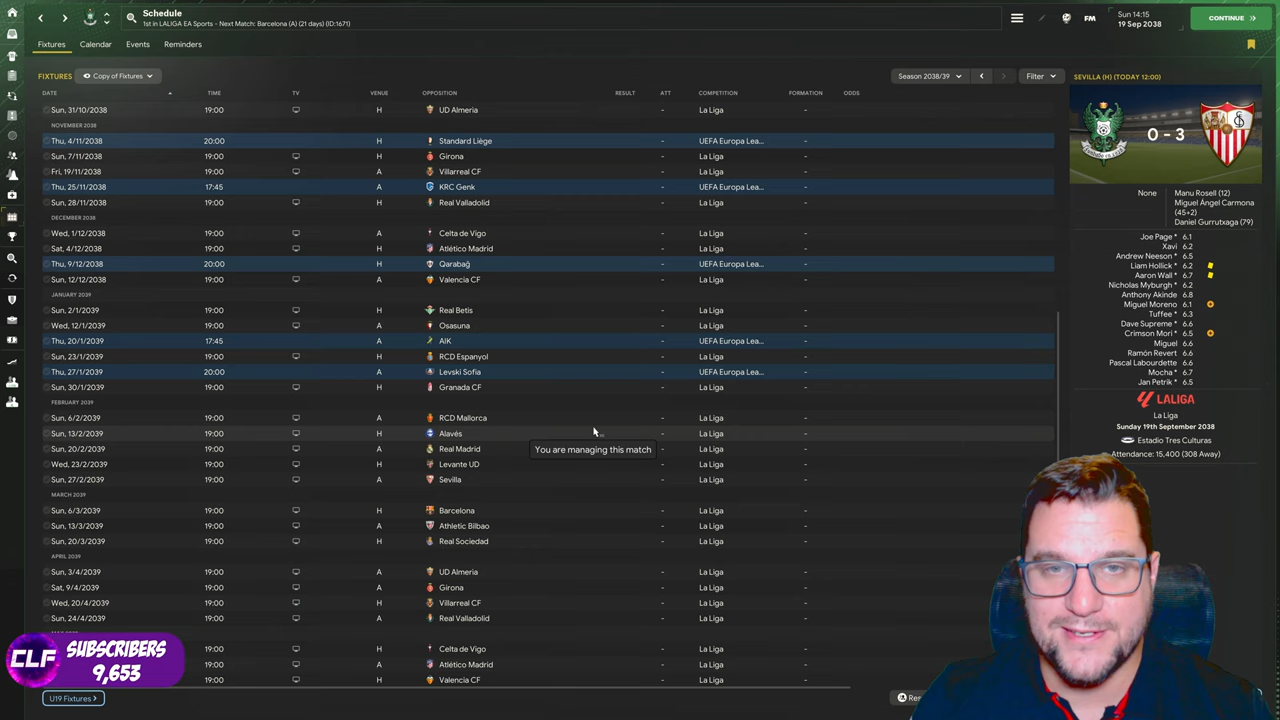 Schedule
1st in LALIGA EA Sports - Next Match: Barcelona (A) (21 days) (ID:1671)
FM
Sun 14:15
19 Sep 2038
CONTINUE
Fixtures Calendar Events Reminders
FIXTURES Copy of Fixtures Season 2038/39 Filter
DATE TIME TV VENUE OPPOSITION RESULT ATT COMPETITION FORMATION ODDS
Sun, 31/10/2038 19:00 H UD Almeria La Liga
NOVEMBER 2038
Thu, 4/11/2038 20:00 H Standard Liège - UEFA Europa Lea... -
Sun, 7/11/2038 19:00 H Girona - La Liga -
Fri, 19/11/2038 19:00 A Villarreal CF - La Liga -
Thu, 25/11/2038 17:45 A KRC Genk - UEFA Europa Lea... -
Sun, 28/11/2038 19:00 H Real Valladolid - La Liga -
DECEMBER 2038
Wed, 1/12/2038 19:00 A Celta de Vigo - La Liga -
Sat, 4/12/2038 19:00 H Atlético Madrid - La Liga -
Thu, 9/12/2038 20:00 H Qarabağ - UEFA Europa Lea... -
Sun, 12/12/2038 19:00 A Valencia CF - La Liga -
JANUARY 2039
Sun, 2/1/2039 19:00 H Real Betis - La Liga -
Wed, 12/1/2039 19:00 A Osasuna - La Liga -
Thu, 20/1/2039 17:45 A AIK - UEFA Europa Lea... -
Sun, 23/1/2039 19:00 H RCD Espanyol - La Liga -
Thu, 27/1/2039 20:00 A Levski Sofia - UEFA Europa Lea... -
Sun, 30/1/2039 19:00 H Granada CF - La Liga -
FEBRUARY 2039
Sun, 6/2/2039 19:00 A RCD Mallorca - La Liga -
Sun, 13/2/2039 19:00 H Alavés - La Liga -
Sun, 20/2/2039 19:00 A Real Madrid - La Liga -
Wed, 23/2/2039 19:00 H Levante UD - La Liga -
Sun, 27/2/2039 19:00 A Sevilla - La Liga -
MARCH 2039
Sun, 6/3/2039 19:00 H Barcelona - La Liga -
Sun, 13/3/2039 19:00 A Athletic Bilbao - La Liga -
Sun, 20/3/2039 19:00 H Real Sociedad - La Liga -
APRIL 2039
Sun, 3/4/2039 19:00 A UD Almeria - La Liga -
Sat, 9/4/2039 19:00 A Girona - La Liga -
Wed, 20/4/2039 19:00 H Villarreal CF - La Liga -
Sun, 24/4/2039 19:00 A Real Valladolid - La Liga -
19:00 H Celta de Vigo - La Liga -
19:00 A Atlético Madrid - La Liga -
19:00 H Valencia CF - La Liga -
You are managing this match
U19 Fixtures >
SEVILLA (H) (TODAY 12:00)
0 - 3
None
Manu Rosell (12)
Miguel Ángel Carmona
(45+2)
Daniel Gurrutxaga (79)
Joe Page * 6.1
Xavi 6.2
Andrew Neeson * 6.5
Liam Hollick * 6.2
Aaron Wall * 6.7
Nicholas Myburgh * 6.2
Anthony Akinde 6.8
Miguel Moreno 6.1
Tuffee * 6.3
Dave Supreme * 6.6
Crimson Mori * 6.5
Miguel 6.6
Ramón Revert 6.6
Pascal Labourdette 6.6
Mocha * 6.7
Jan Petrik * 6.5
LALIGA
La Liga
Sunday 19th September 2038
Estadio Tres Culturas
Attendance: 15,400 (308 Away)
CLF
SUBSCRIBERS
9,653